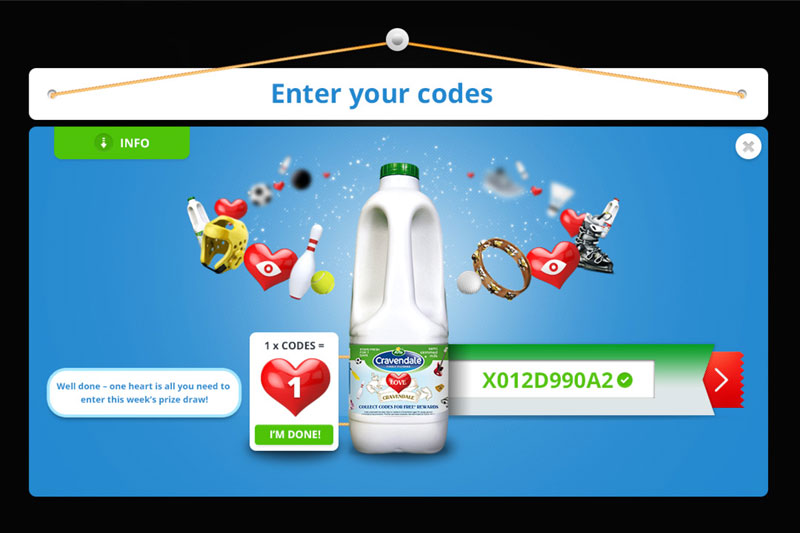 Enter your codes
INFO
1 x CODES =
1
I'M DONE!
Well done – one heart is all you need to
enter this week's prize draw!
Cravendale
LOVE
CRAVENDALE
COLLECT CODES FOR FREE* REWARDS
X012D990A2